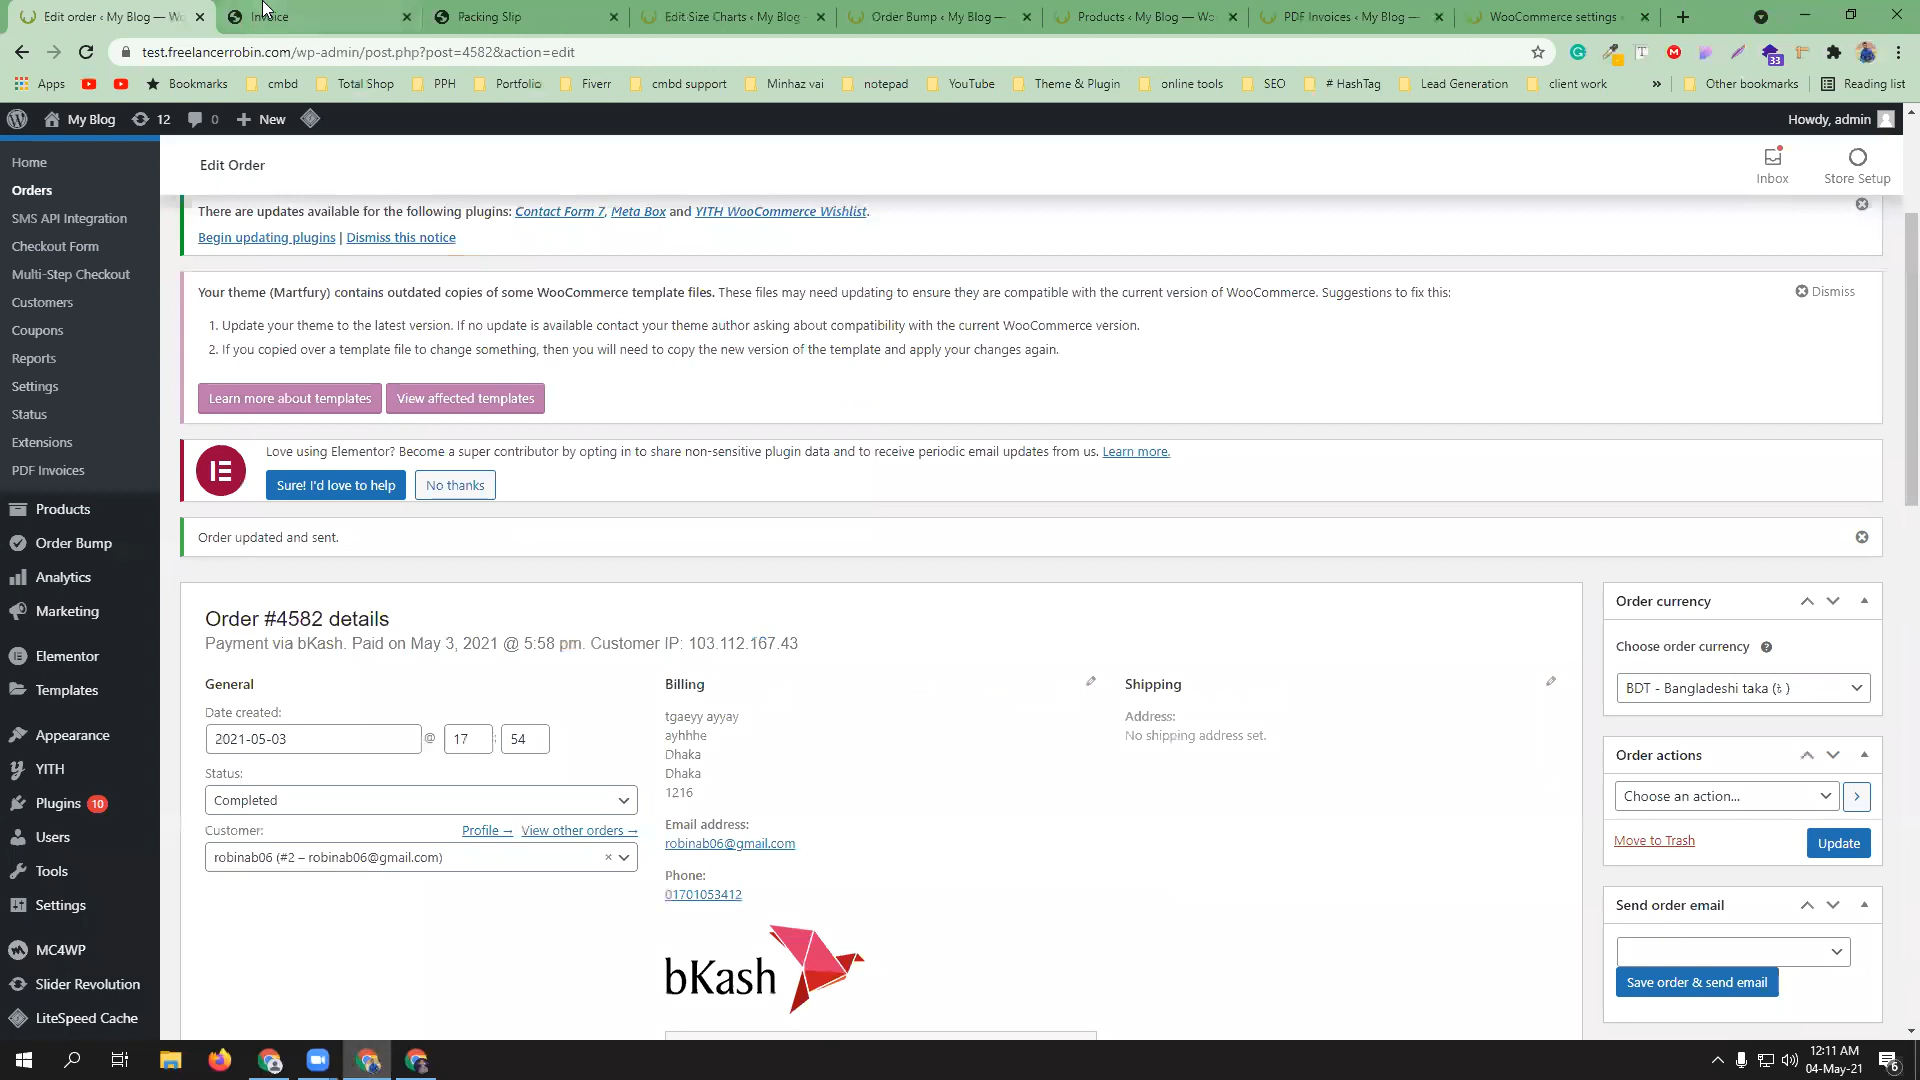 Edit order ‹ My Blog — Wo
Invoice
Packing Slip
Edit Size Charts ‹ My Blog
Order Bump ‹ My Blog —
Products ‹ My Blog — Wo
PDF Invoices ‹ My Blog —
WooCommerce settings
test.freelancerrobin.com/wp-admin/post.php?post=4582&action=edit
33
Apps
Bookmarks
cmbd
Total Shop
PPH
Portfolio
Fiverr
cmbd support
Minhaz vai
notepad
YouTube
Theme & Plugin
online tools
SEO
# HashTag
Lead Generation
client work
»
Other bookmarks
Reading list
My Blog
12
0
New
Howdy, admin
Home
Orders
SMS API Integration
Checkout Form
Multi-Step Checkout
Customers
Coupons
Reports
Settings
Status
Extensions
PDF Invoices
Products
Order Bump
Analytics
Marketing
Elementor
Templates
Appearance
YITH
Plugins 10
Users
Tools
Settings
MC4WP
Slider Revolution
LiteSpeed Cache
Edit Order
Inbox
Store Setup
There are updates available for the following plugins: Contact Form 7, Meta Box and YITH WooCommerce Wishlist.
Begin updating plugins | Dismiss this notice
Your theme (Martfury) contains outdated copies of some WooCommerce template files. These files may need updating to ensure they are compatible with the current version of WooCommerce. Suggestions to fix this:
Dismiss
1. Update your theme to the latest version. If no update is available contact your theme author asking about compatibility with the current WooCommerce version.
2. If you copied over a template file to change something, then you will need to copy the new version of the template and apply your changes again.
Learn more about templates
View affected templates
Love using Elementor? Become a super contributor by opting in to share non-sensitive plugin data and to receive periodic email updates from us. Learn more.
Sure! I'd love to help
No thanks
Order updated and sent.
Order #4582 details
Payment via bKash. Paid on May 3, 2021 @ 5:58 pm. Customer IP: 103.112.167.43
General
Date created:
2021-05-03 @ 17 : 54
Status:
Completed
Customer:
Profile →
View other orders →
robinab06 (#2 – robinab06@gmail.com) ×
Billing
tgaeyy ayyay
ayhhhe
Dhaka
Dhaka
1216
Email address:
robinab06@gmail.com
Phone:
01701053412
bKash
Shipping
Address:
No shipping address set.
Order currency
Choose order currency
BDT - Bangladeshi taka (৳ )
Order actions
Choose an action...
Move to Trash
Update
Send order email
Save order & send email
12:11 AM
04-May-21
6